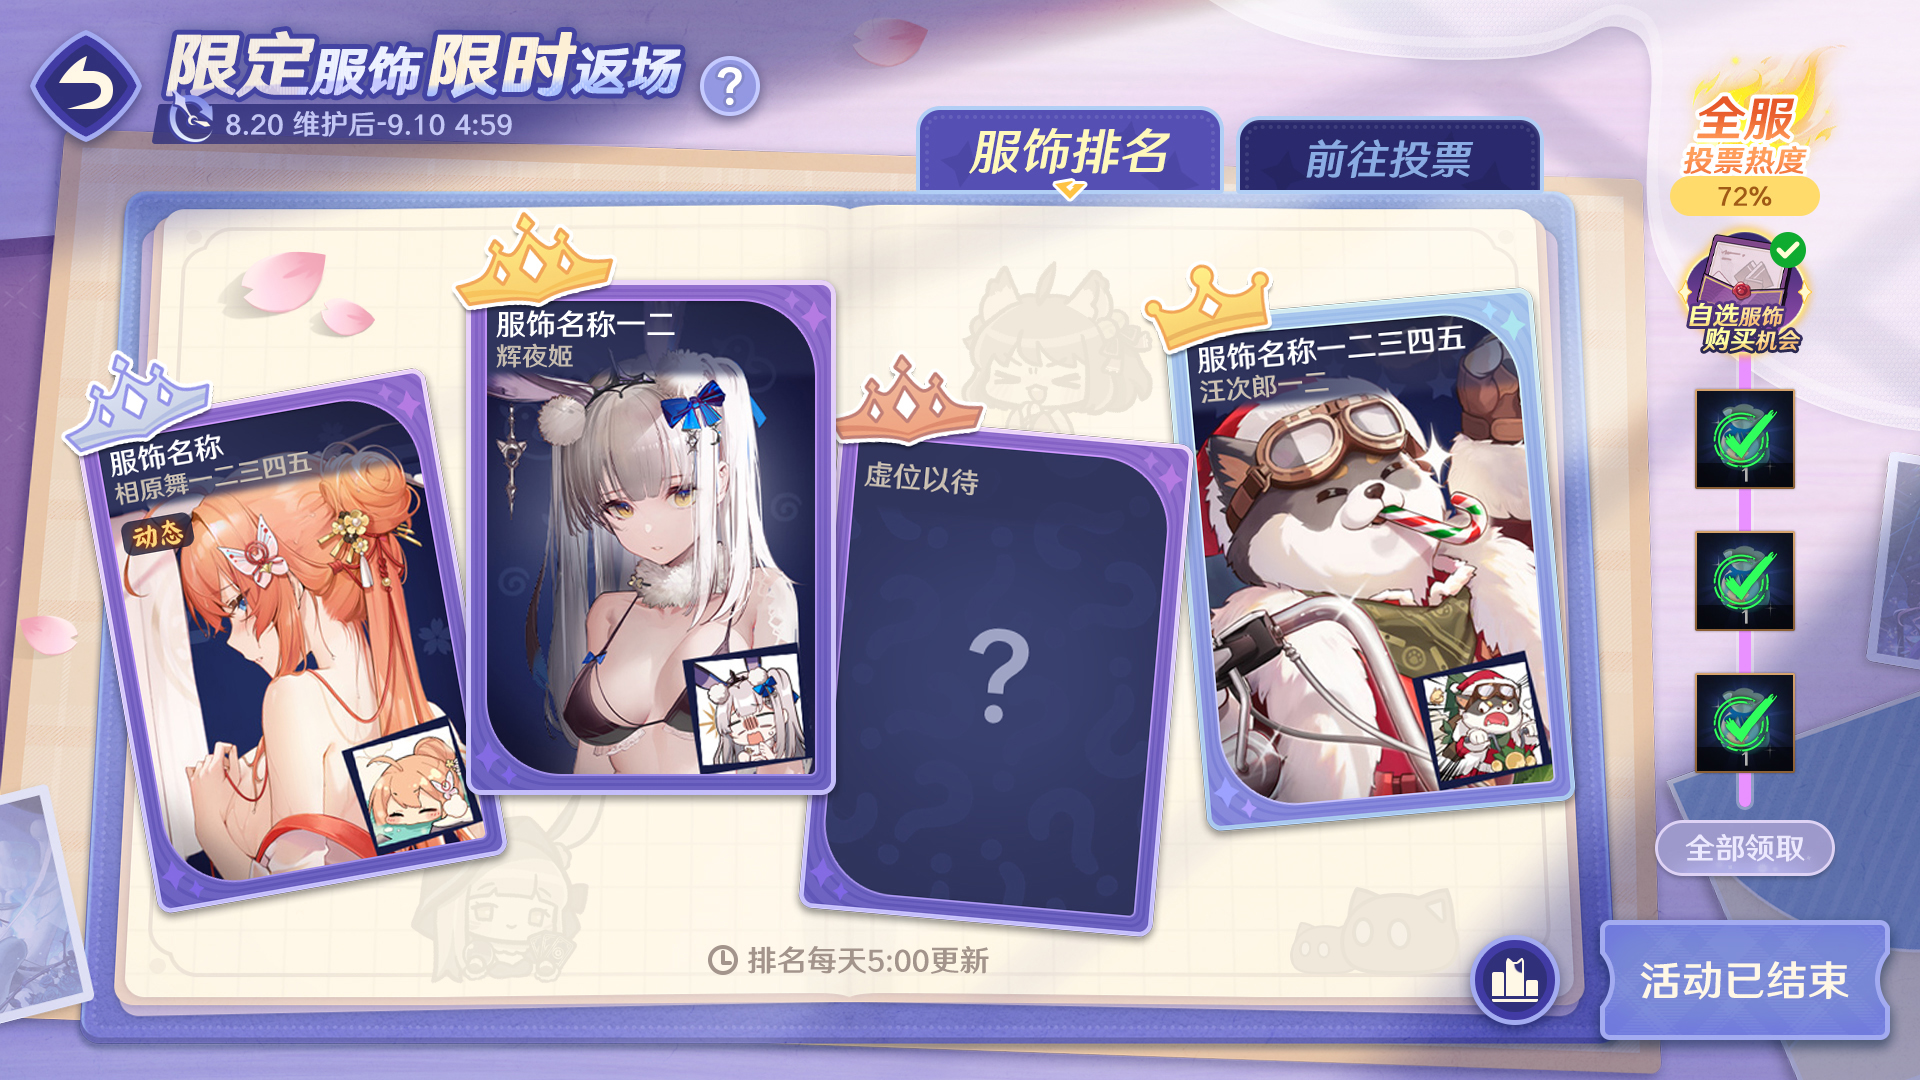 限定服饰限时返场
?
8.20 维护后-9.10 4:59
服饰排名
前往投票
全服
投票热度
72%
自选服饰
购买机会
服饰名称
相原舞一二三四五
动态
服饰名称一二
辉夜姬
虚位以待
?
服饰名称一二三四五
汪次郎一二
1
1
1
全部领取
排名每天5:00更新
活动已结束